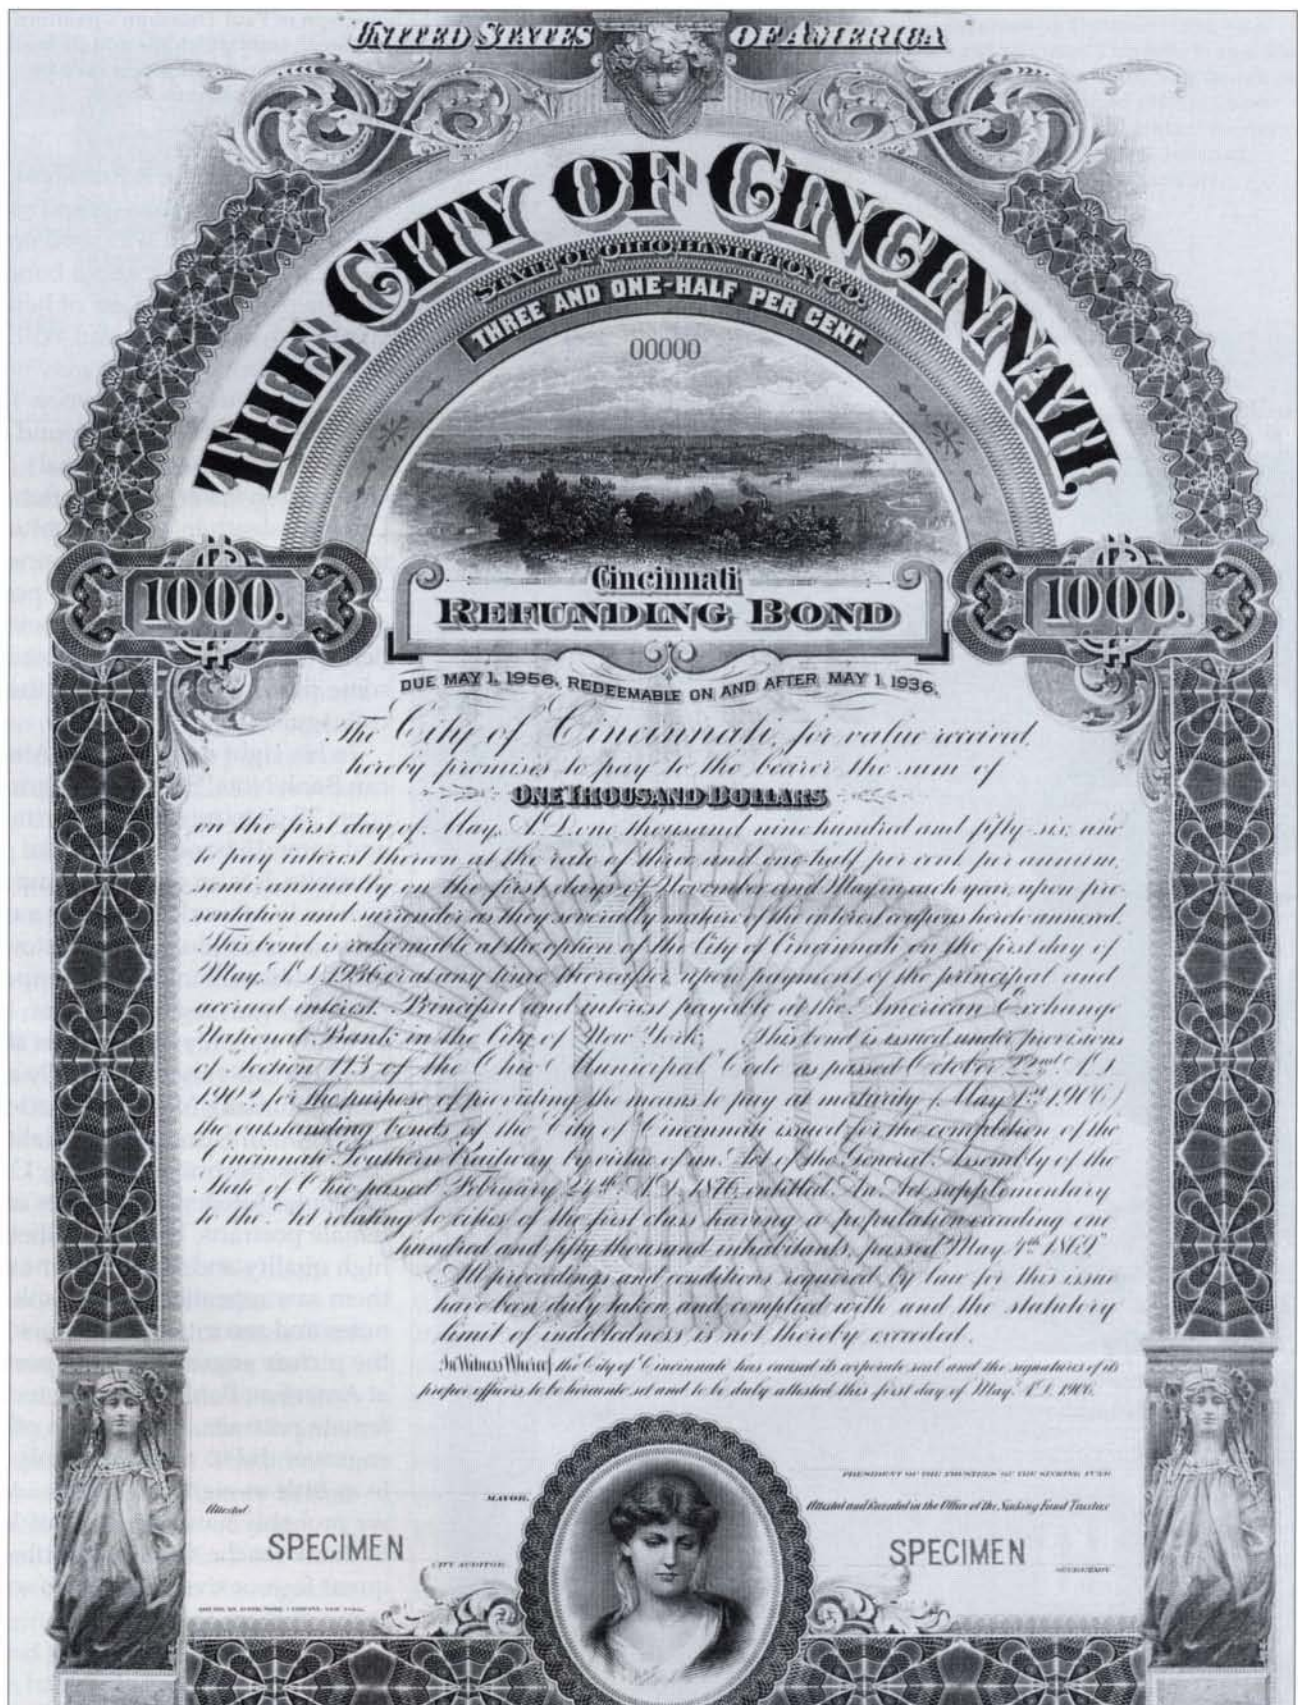 UNITED STATES OF AMERICA
THE CITY OF CINCINNATI,
STATE OF OHIO, HAMILTON CO.
THREE AND ONE-HALF PER CENT.
00000
1000. 1000.
Cincinnati
REFUNDING BOND
DUE MAY 1, 1956, REDEEMABLE ON AND AFTER MAY 1, 1936,
The City of Cincinnati, for value received,
hereby promises to pay to the bearer the sum of
ONE THOUSAND DOLLARS
on the first day of May, A.D. one thousand nine hundred and fifty-six, and
to pay interest thereon at the rate of three and one-half per cent. per annum,
semi-annually on the first days of November and May in each year, upon pre-
sentation and surrender as they severally mature of the interest coupons hereto annexed.
This bond is redeemable at the option of the City of Cincinnati on the first day of
May, A.D. 1936 or at any time thereafter upon payment of the principal and
accrued interest. Principal and interest payable at the American Exchange
National Bank in the City of New York. This bond is issued under provisions
of Section 113 of the Ohio Municipal Code as passed October 22nd A.D.
1902, for the purpose of providing the means to pay at maturity (May 1st 1906)
the outstanding bonds of the City of Cincinnati issued for the completion of the
Cincinnati Southern Railway by virtue of an Act of the General Assembly of the
State of Ohio passed February 24th A.D. 1876, entitled "An Act supplementary
to the Act relating to cities of the first class having a population exceeding one
hundred and fifty thousand inhabitants, passed May 4th 1869."
All proceedings and conditions required by law for this issue
have been duly taken and complied with and the statutory
limit of indebtedness is not thereby exceeded.
In Witness Whereof, the City of Cincinnati has caused its corporate seal and the signatures of its
proper officers to be hereunto set and to be duly attested this first day of May, A.D. 1906.
PRESIDENT OF THE TRUSTEES OF THE SINKING FUND
MAYOR.
Attested
Attested and Recorded in the Office of the Sinking Fund Trustees
SPECIMEN SPECIMEN
CITY AUDITOR.
SECRETARY
AMERICAN BANK NOTE COMPANY, NEW YORK.